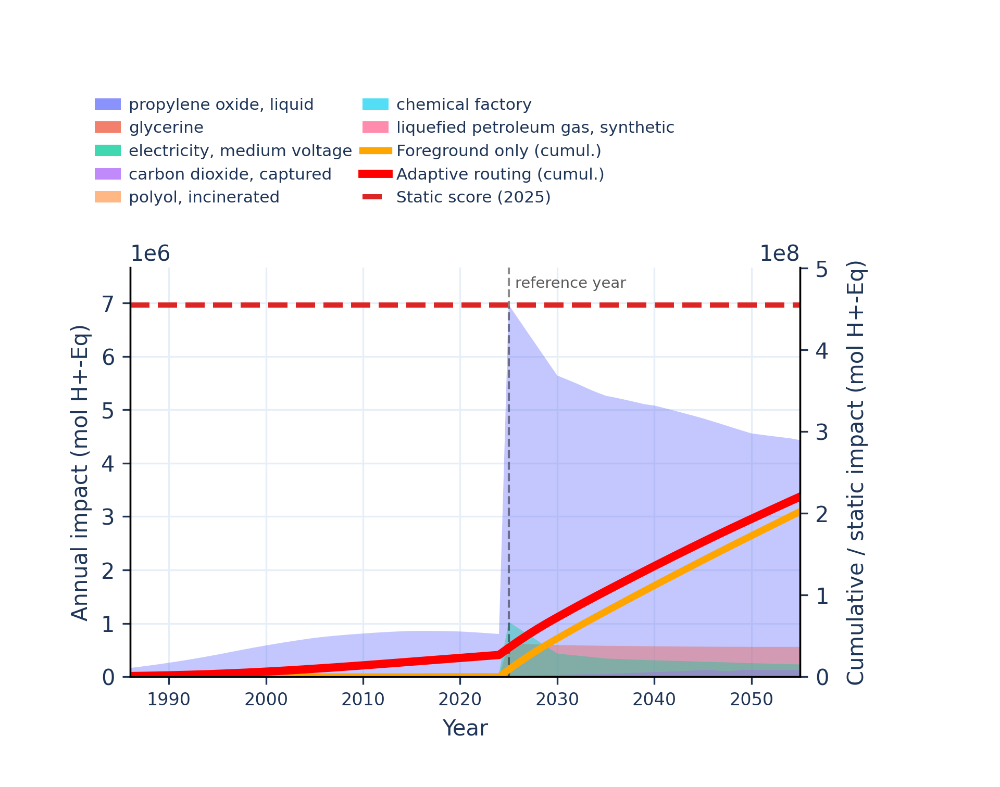 propylene oxide, liquid
glycerine
electricity, medium voltage
carbon dioxide, captured
polyol, incinerated
chemical factory
liquefied petroleum gas, synthetic
Foreground only (cumul.)
Adaptive routing (cumul.)
Static score (2025)
1e6
1e8
reference year
Annual impact (mol H+-Eq)
7
6
5
4
3
2
1
0
5
4
3
2
1
0
Cumulative / static impact (mol H+-Eq)
1990 2000 2010 2020 2030 2040 2050
Year